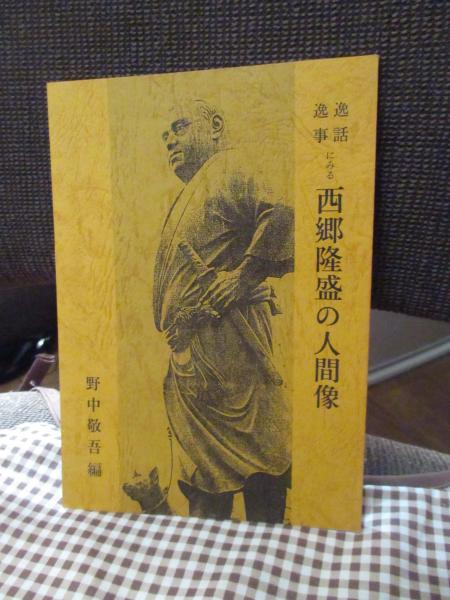 逸話
逸事
にみる
西郷隆盛の人間像
野中敬吾編